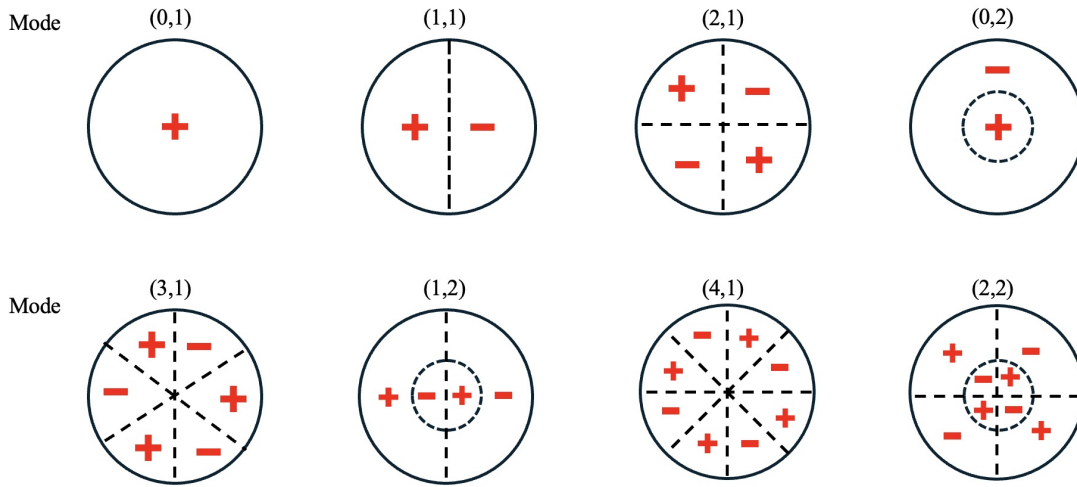 Mode (0,1) (1,1) (2,1) (0,2)
+ + - + - - + - +
Mode (3,1) (1,2) (4,1) (2,2)
+ - - + + - + - + - - + + - - + + - - + + - - + + - - +